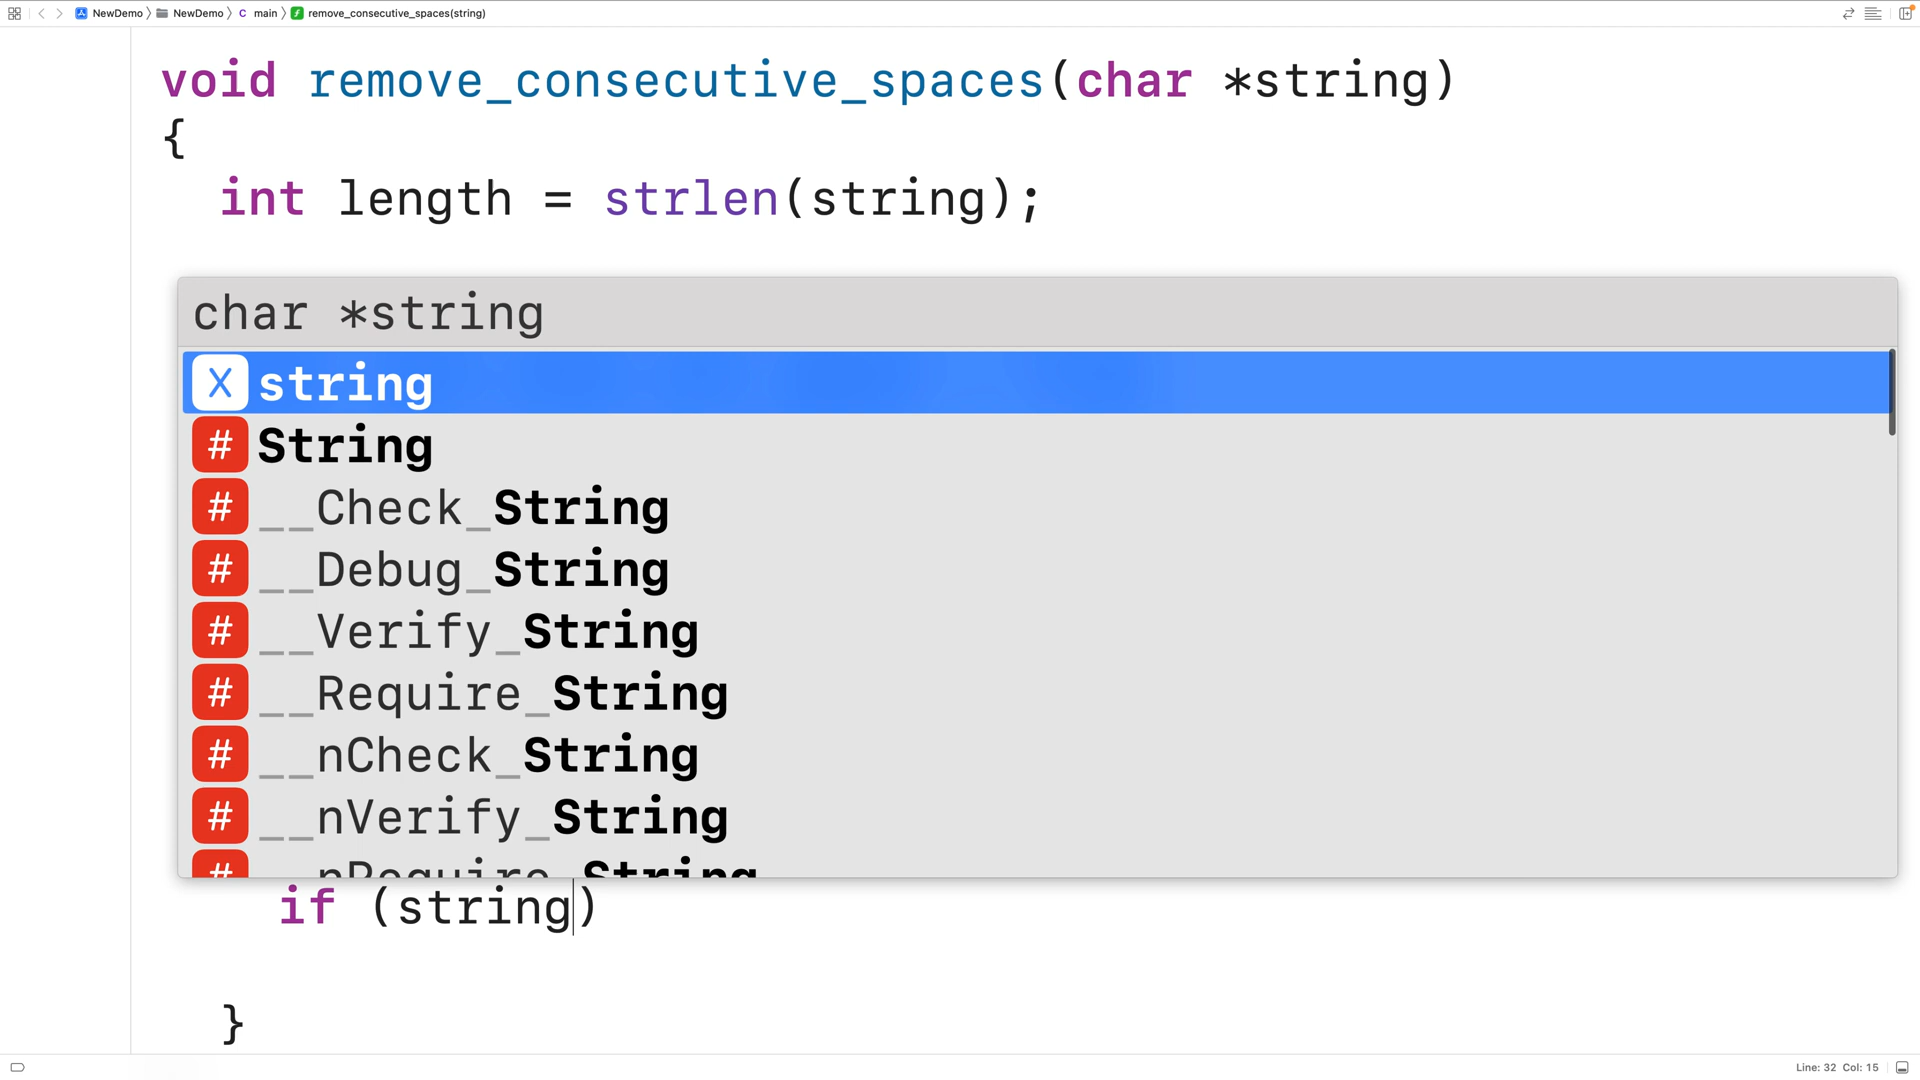 NewDemo NewDemo C main f remove_consecutive_spaces(string)
void remove_consecutive_spaces(char *string)
{
int length = strlen(string);
char *string
X string
# String
# __Check_String
# __Debug_String
# __Verify_String
# __Require_String
# __nCheck_String
# __nVerify_String
# __nRequire_String
if (string)
}
Line: 32 Col: 15